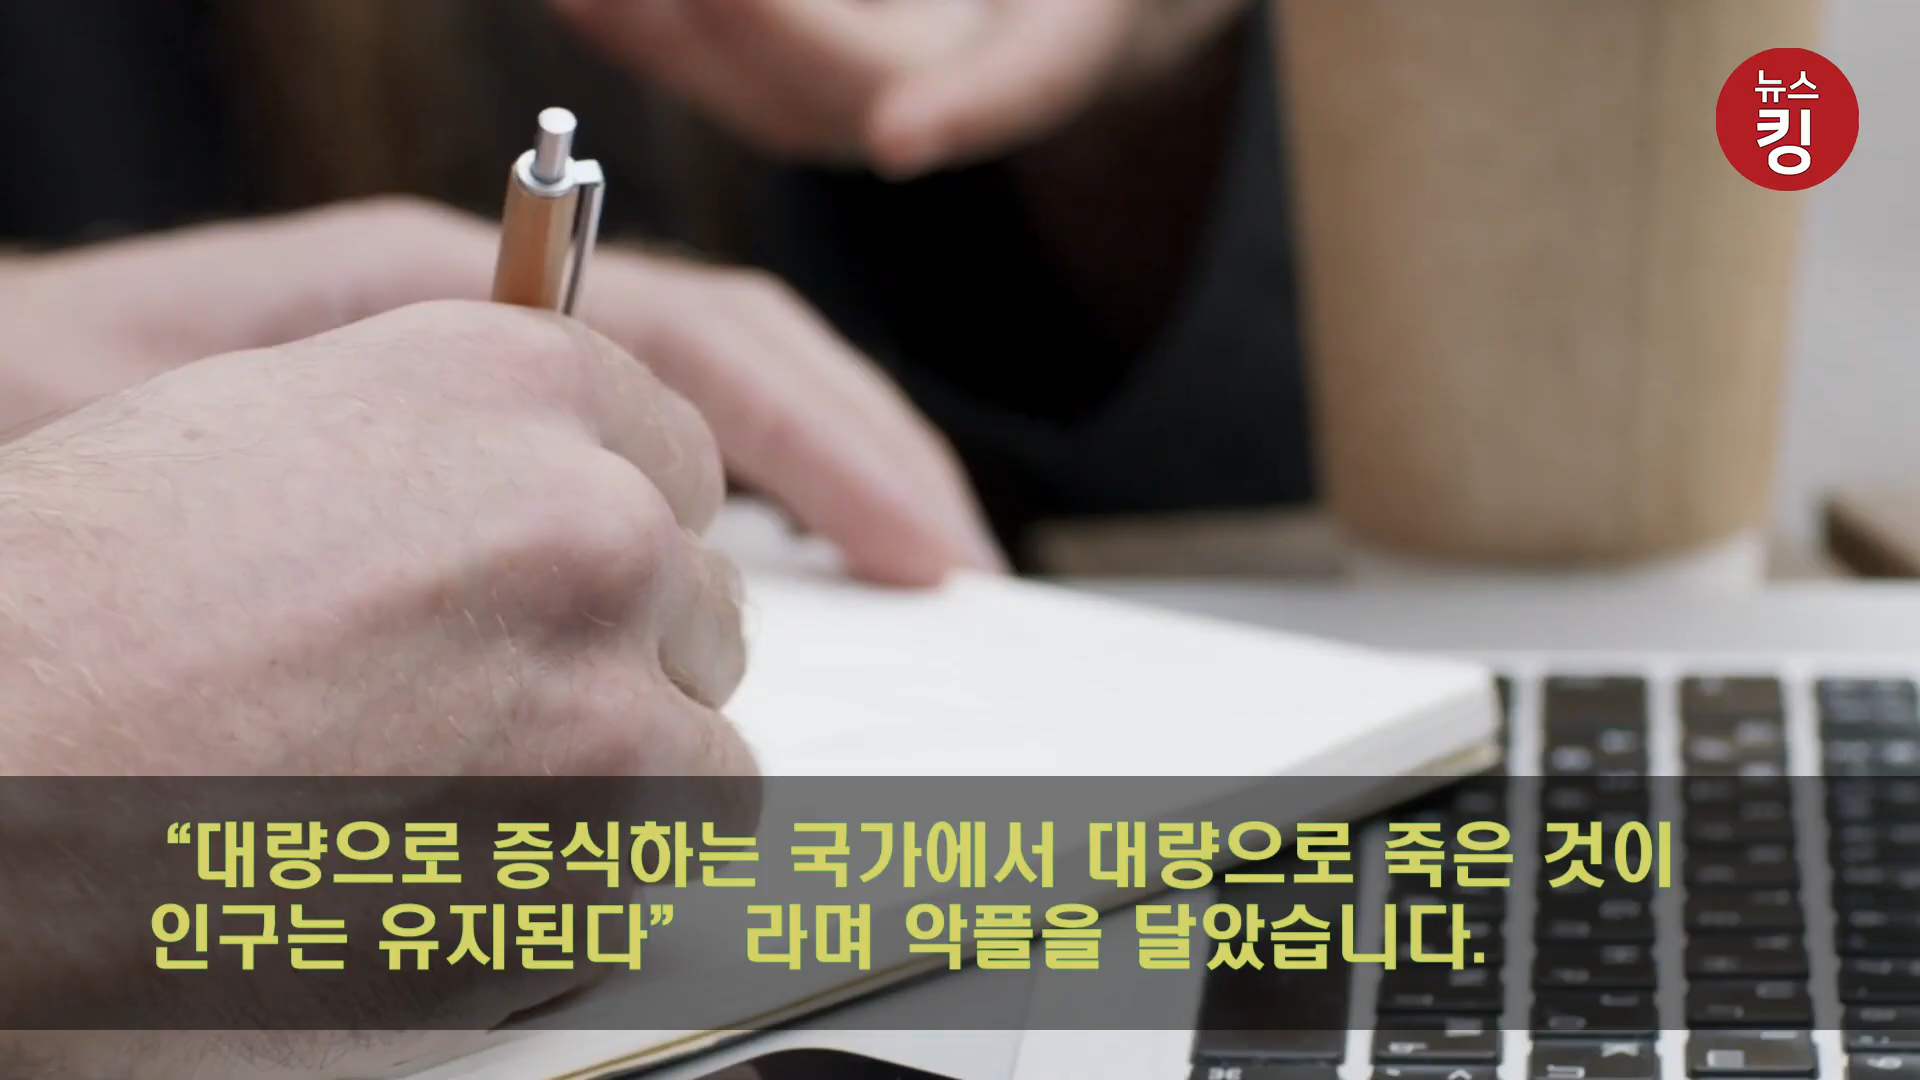 뉴스
킹
“대량으로 증식하는 국가에서 대량으로 죽은 것이
인구는 유지된다” 라며 악플을 달았습니다.